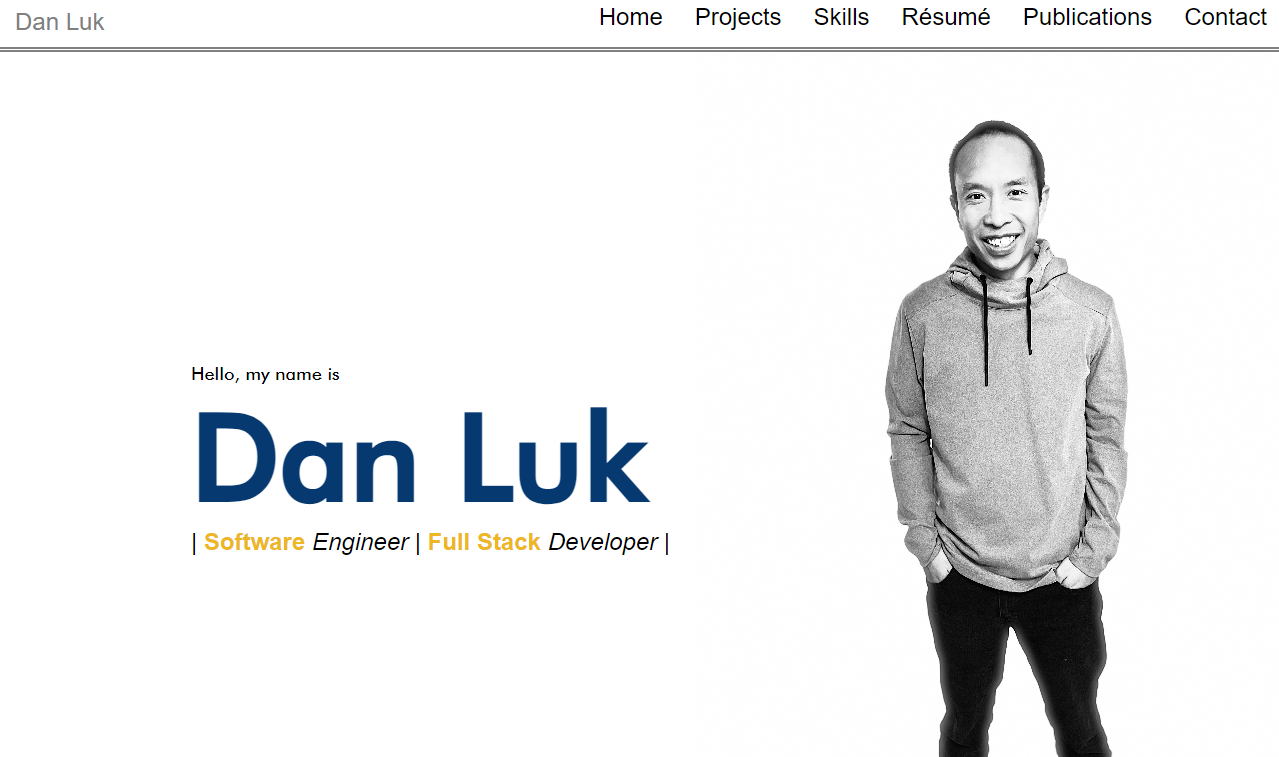 Dan Luk
Home Projects Skills Résumé Publications Contact
Hello, my name is
Dan Luk
| Software Engineer | Full Stack Developer |